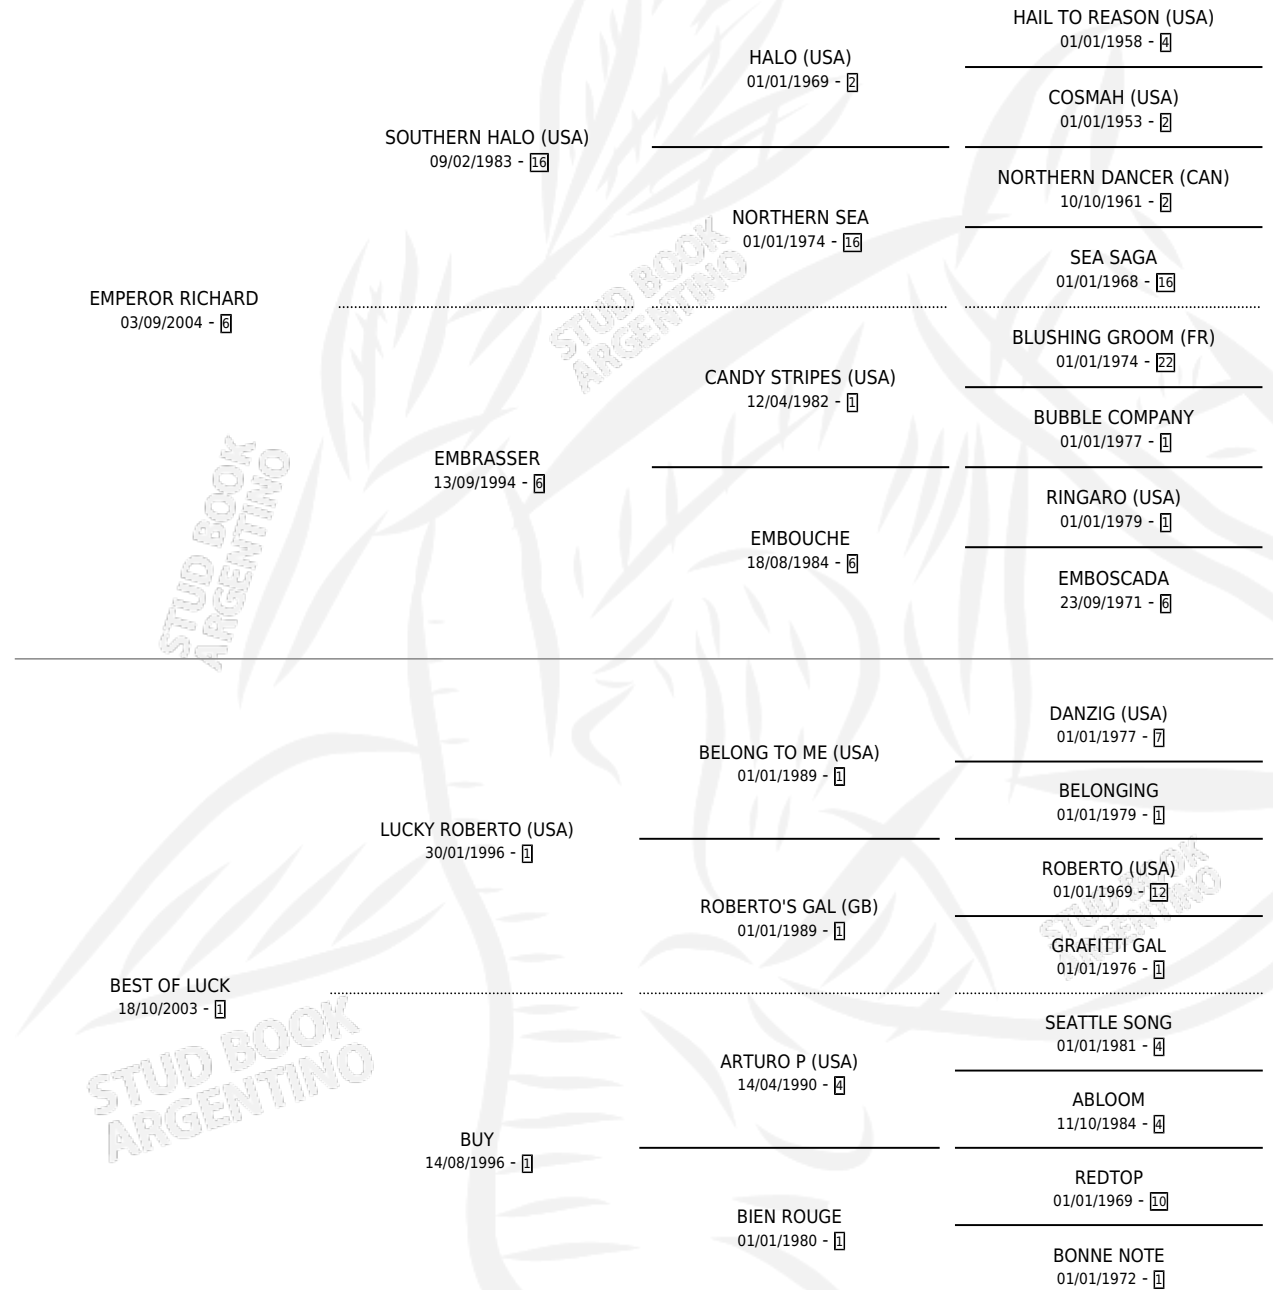 HAIL TO REASON (USA)
01/01/1958 - 4
HALO (USA)
01/01/1969 - 2
COSMAH (USA)
01/01/1953 - 2
SOUTHERN HALO (USA)
09/02/1983 - 16
NORTHERN DANCER (CAN)
10/10/1961 - 2
NORTHERN SEA
01/01/1974 - 16
SEA SAGA
01/01/1968 - 16
EMPEROR RICHARD
03/09/2004 - 6
STUD BOOK
ARGENTINO
BLUSHING GROOM (FR)
01/01/1974 - 22
CANDY STRIPES (USA)
12/04/1982 - 1
BUBBLE COMPANY
01/01/1977 - 1
EMBRASSER
13/09/1994 - 6
RINGARO (USA)
01/01/1979 - 1
EMBOUCHE
18/08/1984 - 6
EMBOSCADA
23/09/1971 - 6
STUD BOOK
ARGENTINO
DANZIG (USA)
01/01/1977 - 7
BELONG TO ME (USA)
01/01/1989 - 1
BELONGING
01/01/1979 - 1
LUCKY ROBERTO (USA)
30/01/1996 - 1
ROBERTO (USA)
01/01/1969 - 12
ROBERTO'S GAL (GB)
01/01/1989 - 1
GRAFITTI GAL
01/01/1976 - 1
STUD BOOK
ARGENTINO
BEST OF LUCK
18/10/2003 - 1
SEATTLE SONG
01/01/1981 - 4
ARTURO P (USA)
14/04/1990 - 4
ABLOOM
11/10/1984 - 4
STUD BOOK
ARGENTINO
BUY
14/08/1996 - 1
REDTOP
01/01/1969 - 10
BIEN ROUGE
01/01/1980 - 1
BONNE NOTE
01/01/1972 - 1